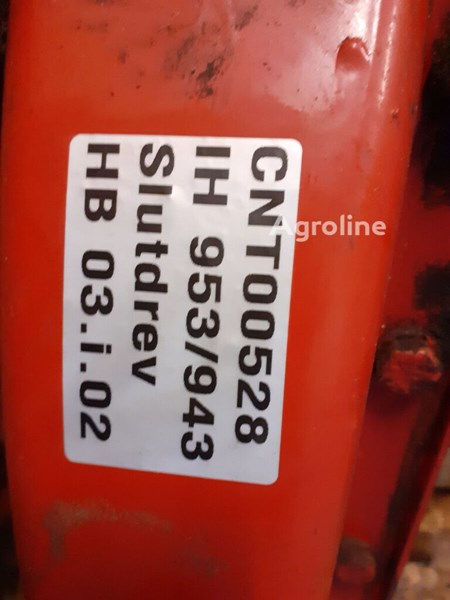 CNT00528
IH 953/943
Slutdrev
HB 03.i.02
Agroline